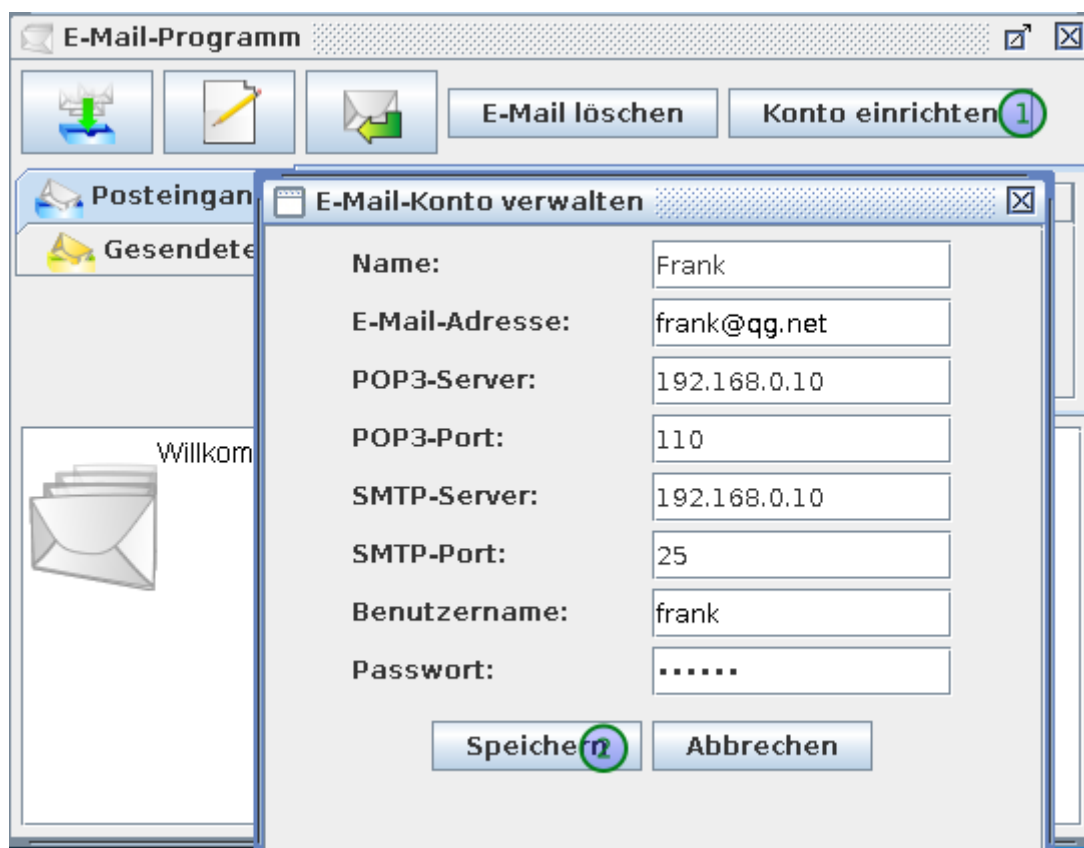 E-Mail-Programm
E-Mail löschen
Konto einrichten
1
Posteingan
E-Mail-Konto verwalten
Gesendete
Name:
Frank
E-Mail-Adresse:
frank@qg.net
POP3-Server:
192.168.0.10
POP3-Port:
110
Willkom
SMTP-Server:
192.168.0.10
SMTP-Port:
25
Benutzername:
frank
Passwort:
••••••
Speichern
2
Abbrechen